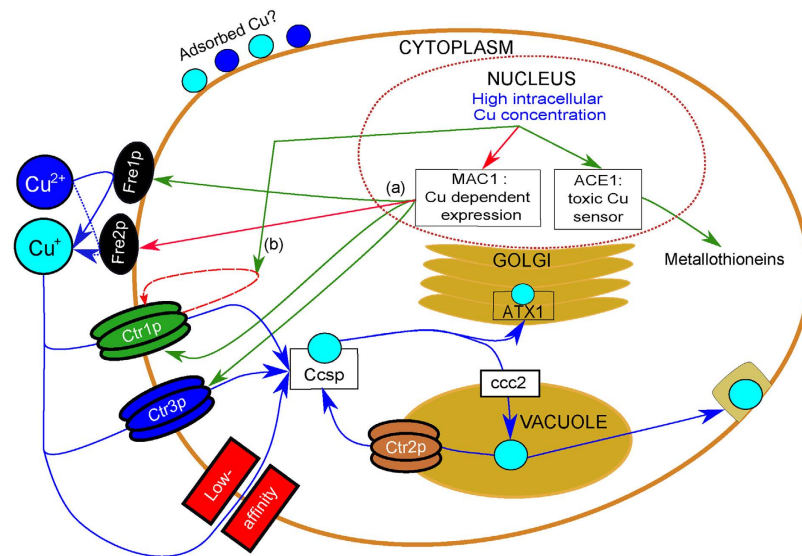 Adsorbed Cu?
CYTOPLASM
NUCLEUS
High intracellular
Cu concentration
Cu²⁺
Fre1p
(a)
MAC1 :
Cu dependent
expression
ACE1:
toxic Cu
sensor
Cu⁺
Fre2p
(b)
GOLGI
Metallothioneins
ATX1
Ctr1p
Ccsp
ccc2
Ctr3p
VACUOLE
Ctr2p
Low-
affinity